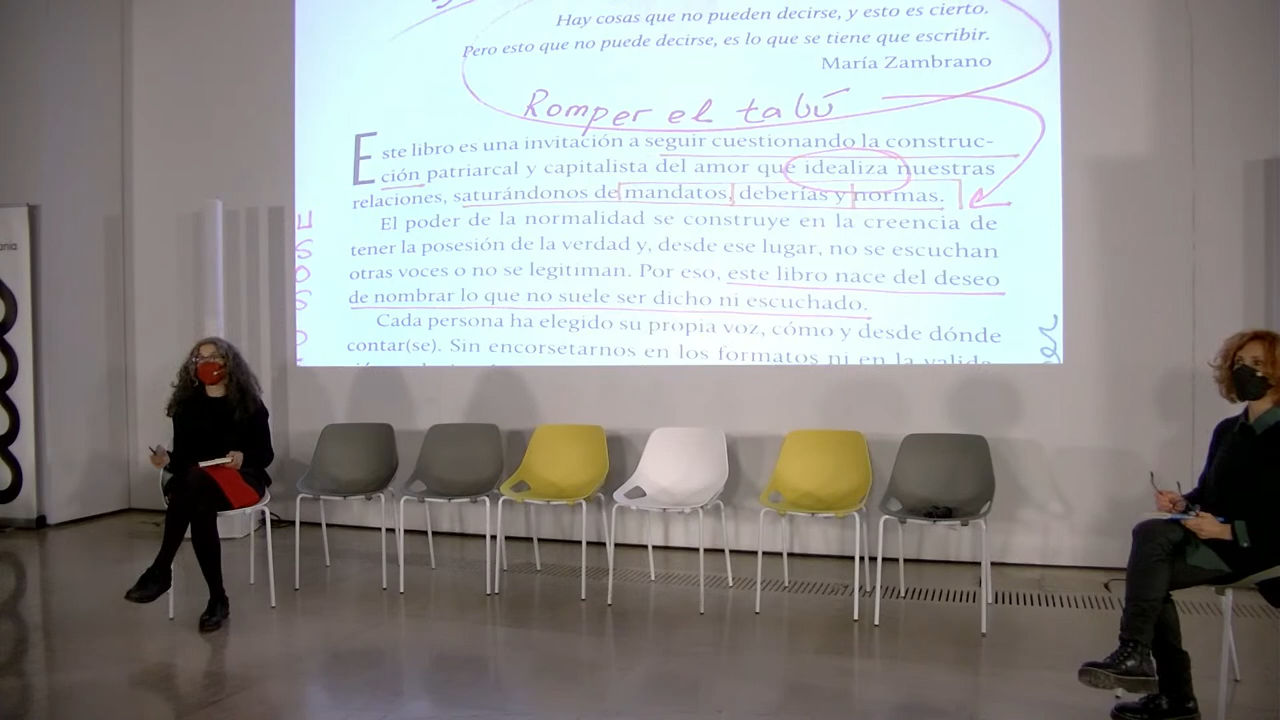 Hay cosas que no pueden decirse, y esto es cierto.
Pero esto que no puede decirse, es lo que se tiene que escribir.
María Zambrano
Romper el tabú
Este libro es una invitación a seguir cuestionando la construc-
ción patriarcal y capitalista del amor que idealiza nuestras
relaciones, saturándonos de mandatos, deberías y normas.
El poder de la normalidad se construye en la creencia de
tener la posesión de la verdad y, desde ese lugar, no se escuchan
otras voces o no se legitiman. Por eso, este libro nace del deseo
de nombrar lo que no suele ser dicho ni escuchado.
Cada persona ha elegido su propia voz, cómo y desde dónde
contar(se). Sin encorsetarnos en los formatos ni en la valida-